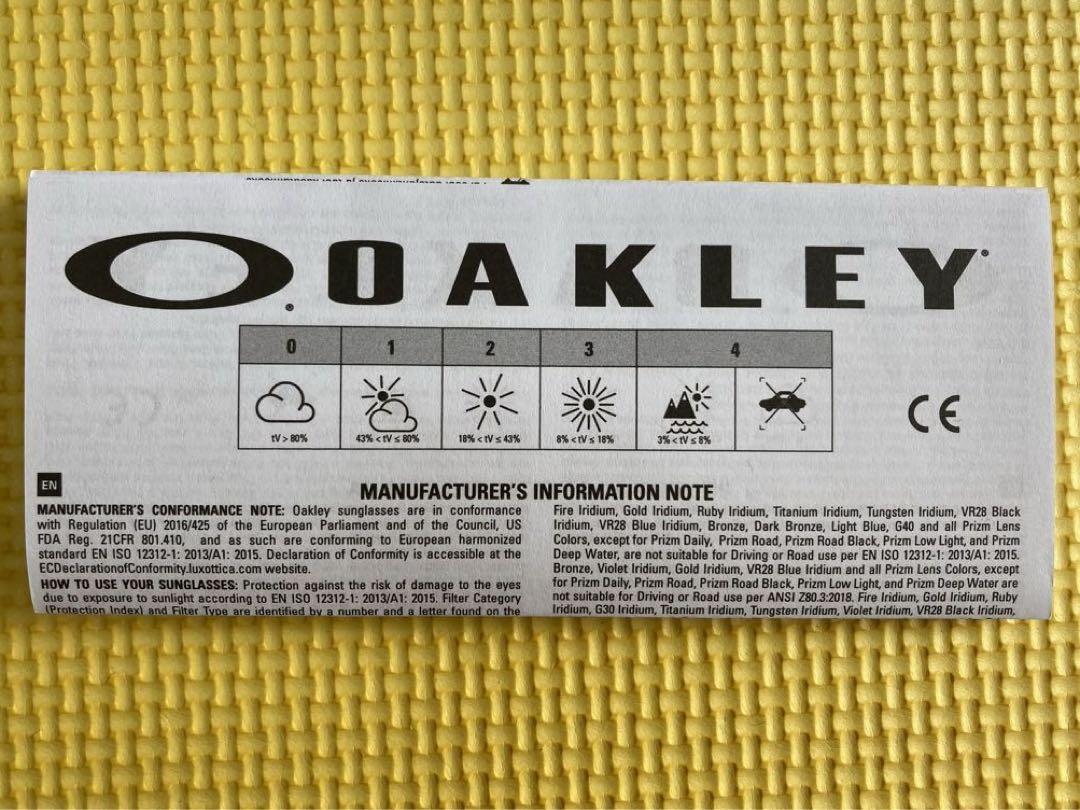 OAKLEY®
0 1 2 3 4
tV > 80% 43% < tV ≤ 80% 18% < tV ≤ 43% 8% < tV ≤ 18% 3% < tV ≤ 8%
CE
EN
MANUFACTURER'S INFORMATION NOTE
MANUFACTURER'S CONFORMANCE NOTE: Oakley sunglasses are in conformance
with Regulation (EU) 2016/425 of the European Parliament and of the Council, US
FDA Reg. 21CFR 801.410, and as such are conforming to European harmonized
standard EN ISO 12312-1: 2013/A1: 2015. Declaration of Conformity is accessible at the
ECDeclarationofConformity.luxottica.com website.
HOW TO USE YOUR SUNGLASSES: Protection against the risk of damage to the eyes
due to exposure to sunlight according to EN ISO 12312-1: 2013/A1: 2015. Filter Category
(Protection Index) and Filter Type are identified by a number and a letter found on the
Fire Iridium, Gold Iridium, Ruby Iridium, Titanium Iridium, Tungsten Iridium, VR28 Black
Iridium, VR28 Blue Iridium, Bronze, Dark Bronze, Light Blue, G40 and all Prizm Lens
Colors, except for Prizm Daily, Prizm Road, Prizm Road Black, Prizm Low Light, and Prizm
Deep Water, are not suitable for Driving or Road use per EN ISO 12312-1: 2013/A1: 2015.
Bronze, Violet Iridium, Gold Iridium, VR28 Blue Iridium and all Prizm Lens Colors, except
for Prizm Daily, Prizm Road, Prizm Road Black, Prizm Low Light, and Prizm Deep Water are
not suitable for Driving or Road use per ANSI Z80.3:2018. Fire Iridium, Gold Iridium, Ruby
Iridium, G30 Iridium, Titanium Iridium, Tungsten Iridium, Violet Iridium, VR28 Black Iridium,